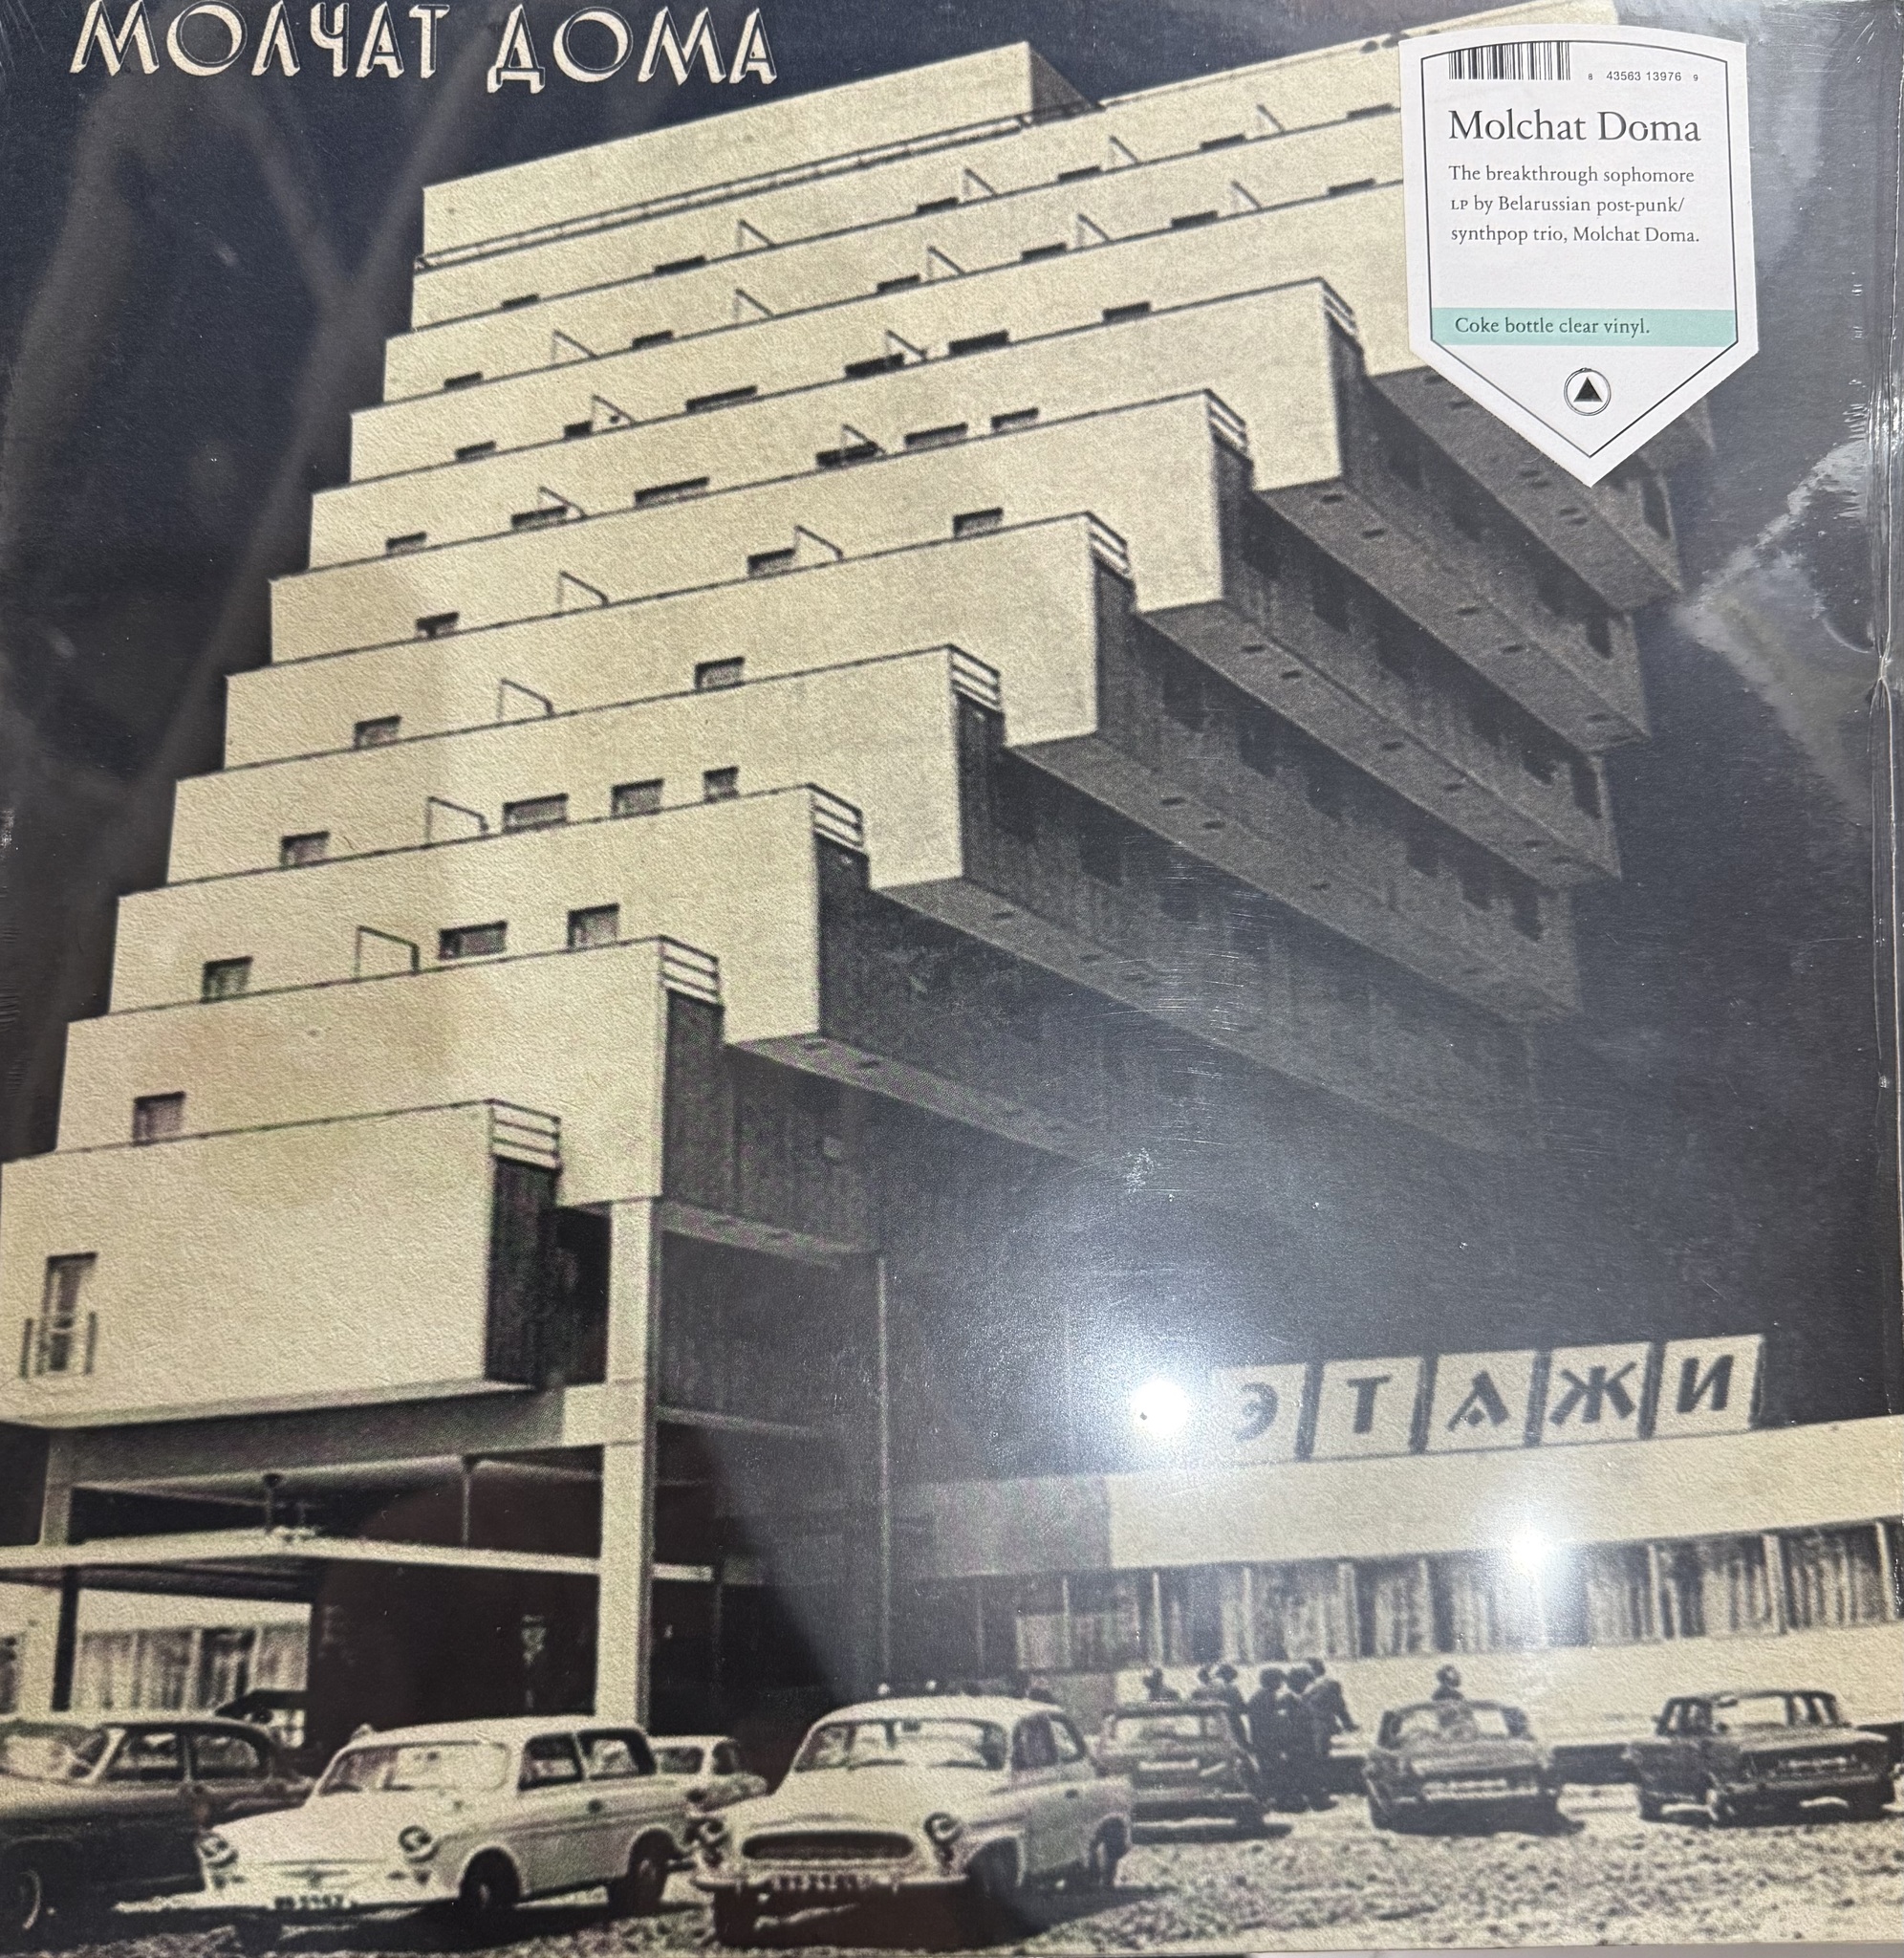 МОЛЧАТ ДОМА
6 43563 13976 9
Molchat Doma
The breakthrough sophomore
LP by Belarussian post-punk/
synthpop trio, Molchat Doma.
Coke bottle clear vinyl.
ЭТАЖИ